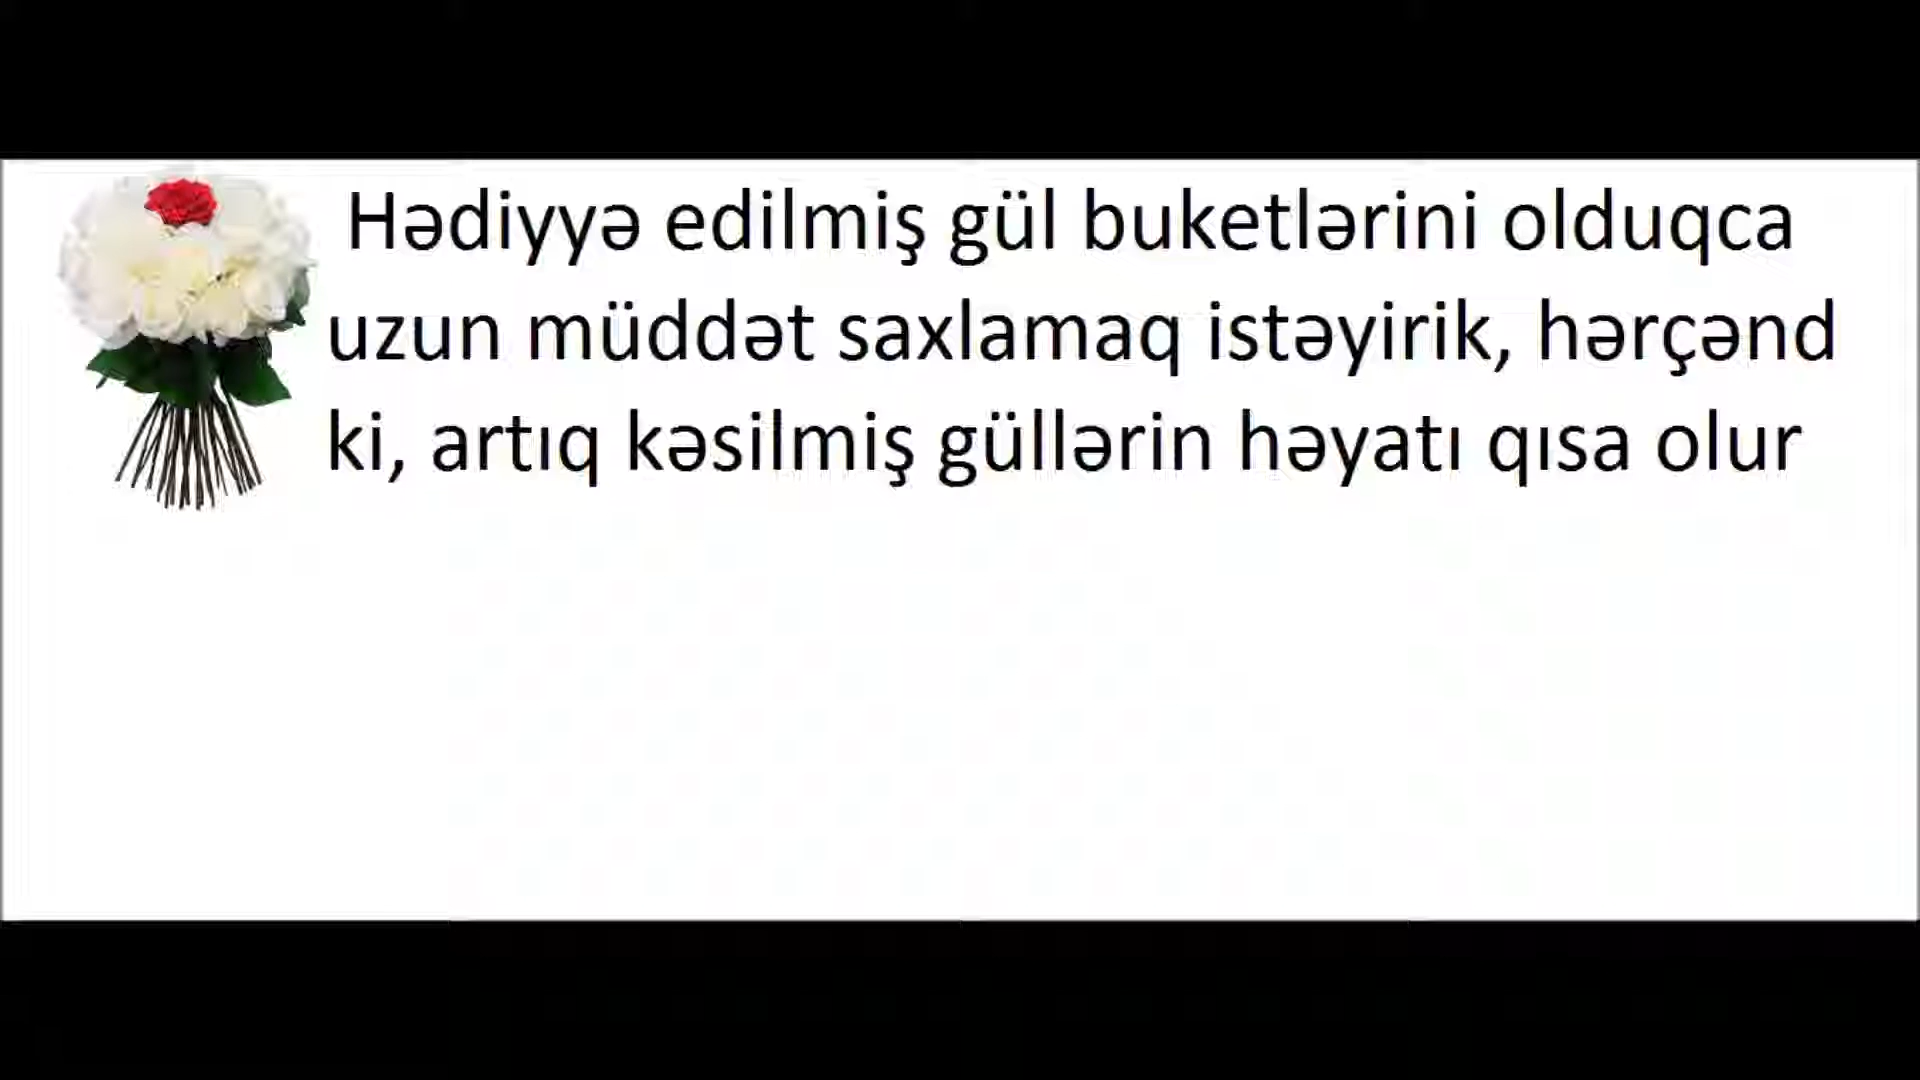 Hədiyyə edilmiş gül buketlərini olduqca
uzun müddət saxlamaq istəyirik, hərçənd
ki, artıq kəsilmiş güllərin həyatı qısa olur